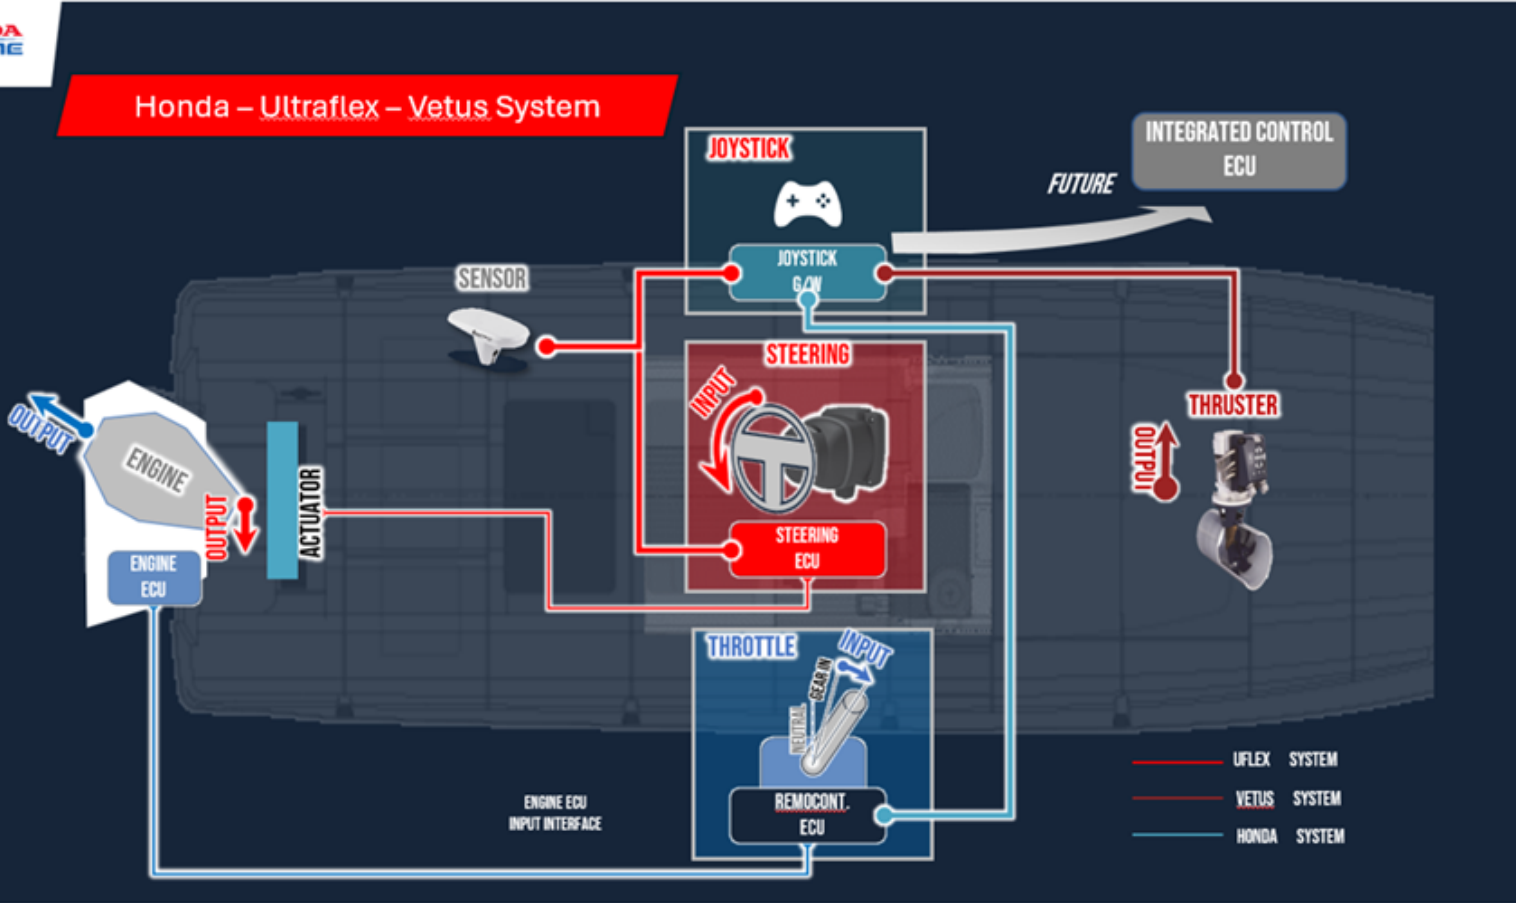 Honda – Ultraflex – Vetus System
JOYSTICK
INTEGRATED CONTROL
ECU
FUTURE
JOYSTICK
G/W
SENSOR
STEERING
INPUT
THRUSTER
OUTPUT
OUTPUT
ENGINE
OUTPUT
ACTUATOR
STEERING
ECU
ENGINE
ECU
THROTTLE
INPUT
GEAR IN
NEUTRAL
REMOCONT.
ECU
ENGINE ECU
INPUT INTERFACE
UFLEX SYSTEM
VETUS SYSTEM
HONDA SYSTEM